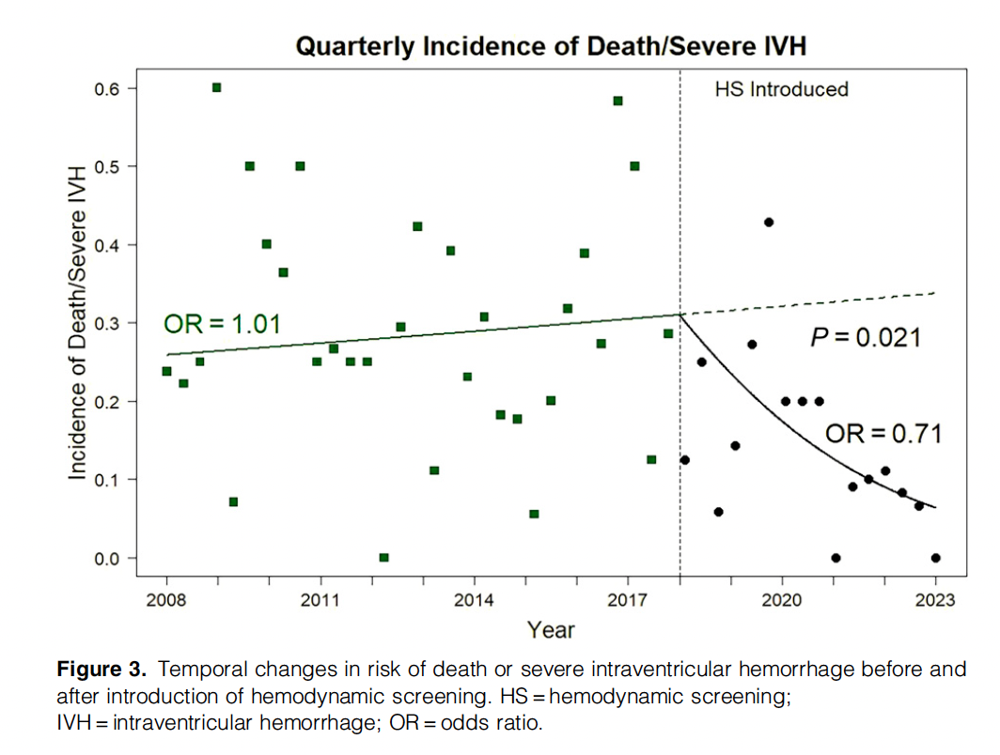 Quarterly Incidence of Death/Severe IVH
HS Introduced
Incidence of Death/Severe IVH
0.6
0.5
0.4
0.3
0.2
0.1
0.0
OR = 1.01
P = 0.021
OR = 0.71
2008 2011 2014 2017 2020 2023
Year
Figure 3. Temporal changes in risk of death or severe intraventricular hemorrhage before and
after introduction of hemodynamic screening. HS = hemodynamic screening;
IVH = intraventricular hemorrhage; OR = odds ratio.